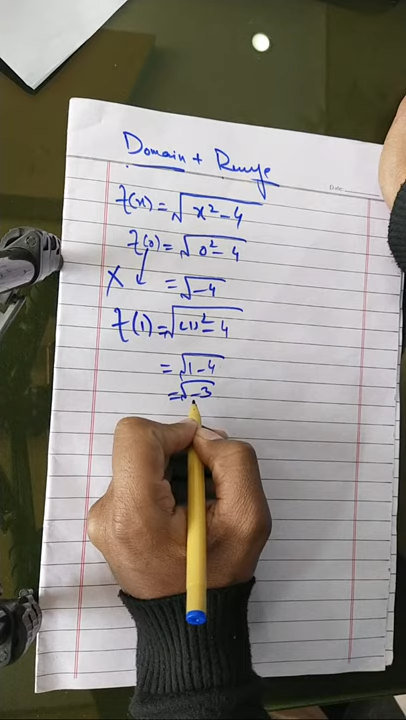 Domain + Range
f(x) = √x² - 4
f(0) = √0² - 4
X = √-4
f(1) = √(1)² - 4
= √1 - 4
= √-3